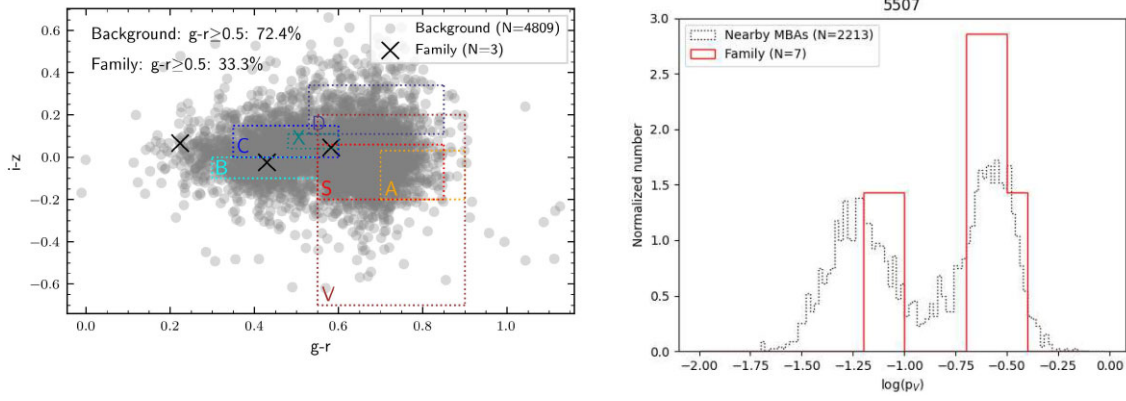 Background: g-r≥0.5: 72.4%
Family: g-r≥0.5: 33.3%
Background (N=4809)
Family (N=3)
0.6
0.4
0.2
0.0
−0.2
−0.4
−0.6
i-z
D
X
C
B
S
A
V
0.0 0.2 0.4 0.6 0.8 1.0
g-r
5507
Nearby MBAs (N=2213)
Family (N=7)
3.0
2.5
2.0
1.5
1.0
0.5
0.0
Normalized number
−2.00 −1.75 −1.50 −1.25 −1.00 −0.75 −0.50 −0.25 0.00
log(pV)